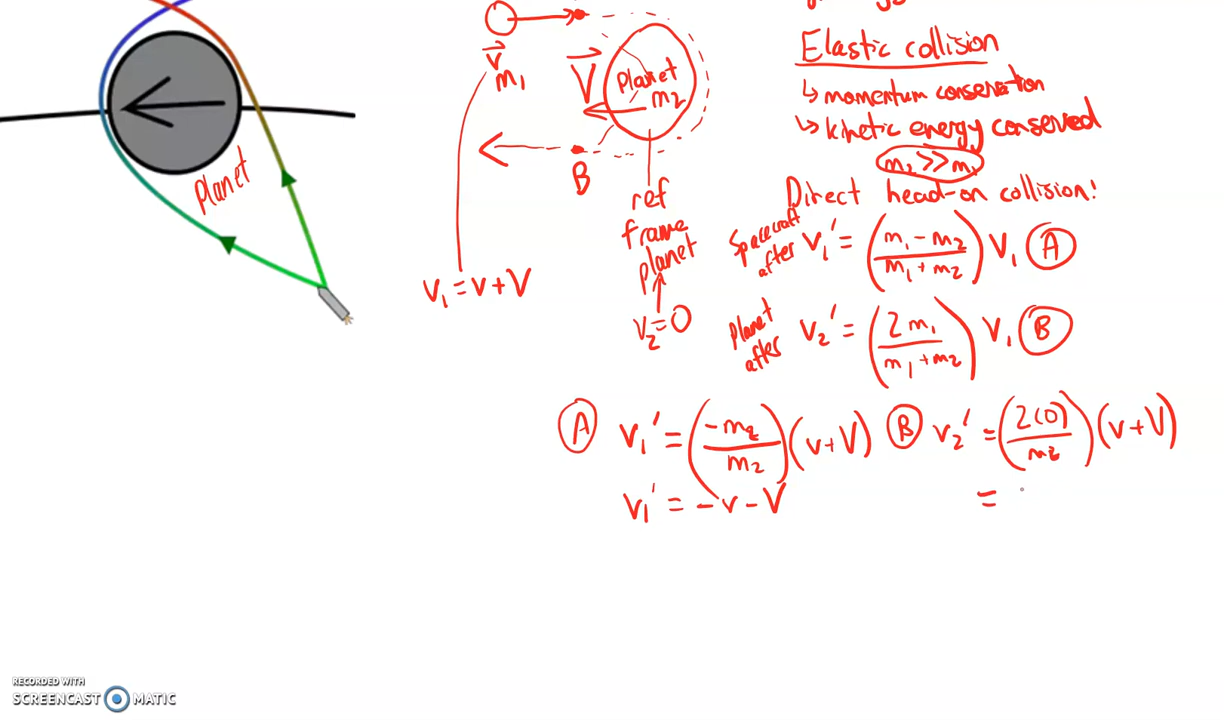 Elastic collision
↳ momentum conservation
↳ kinetic energy conserved
m₂ >> m₁
Direct head-on collision!
Planet
v⃗
m₁
V⃗
Planet
m₂
B
ref
frame
planet
v₂ = 0
v₁ = v + V
Spacecraft after v₁' = (m₁ - m₂ / m₁ + m₂) v₁ (A)
Planet after v₂' = (2 m₁ / m₁ + m₂) v₁ (B)
(A) v₁' = (-m₂ / m₂)(v + V)
v₁' = -v - V
(B) v₂' = (2(0) / m₂)(v + V)
=
RECORDED WITH
SCREENCAST MATIC